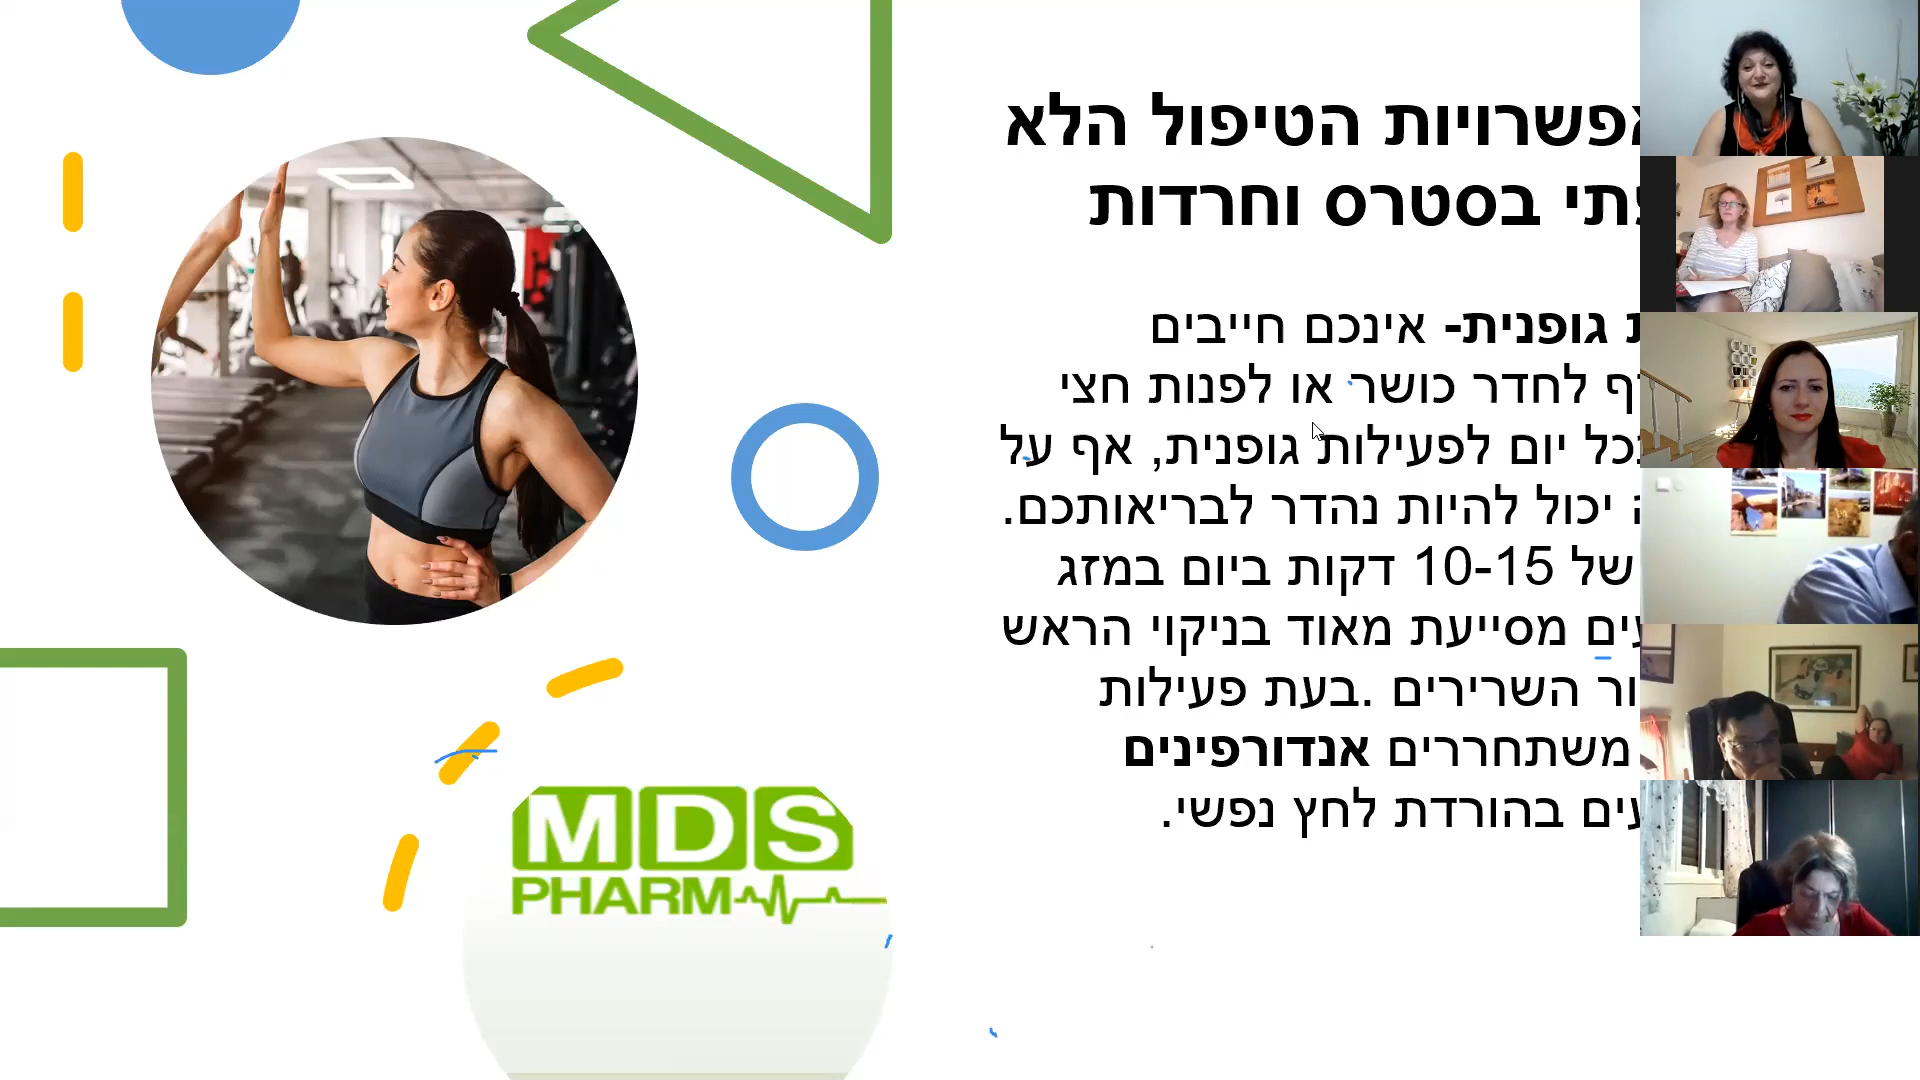 אפשרויות הטיפול הלא
בסטרס וחרדות
גופנית- אינכם חייבים
לחדר כושר או לפנות חצי
יום לפעילות גופנית, אף על
יכול להיות נהדר לבריאותכם.
של 10-15 דקות ביום במזג
מסייעת מאוד בניקוי הראש
השרירים .בעת פעילות
משתחררים אנדורפינים
בהורדת לחץ נפשי.
MDS
PHARM